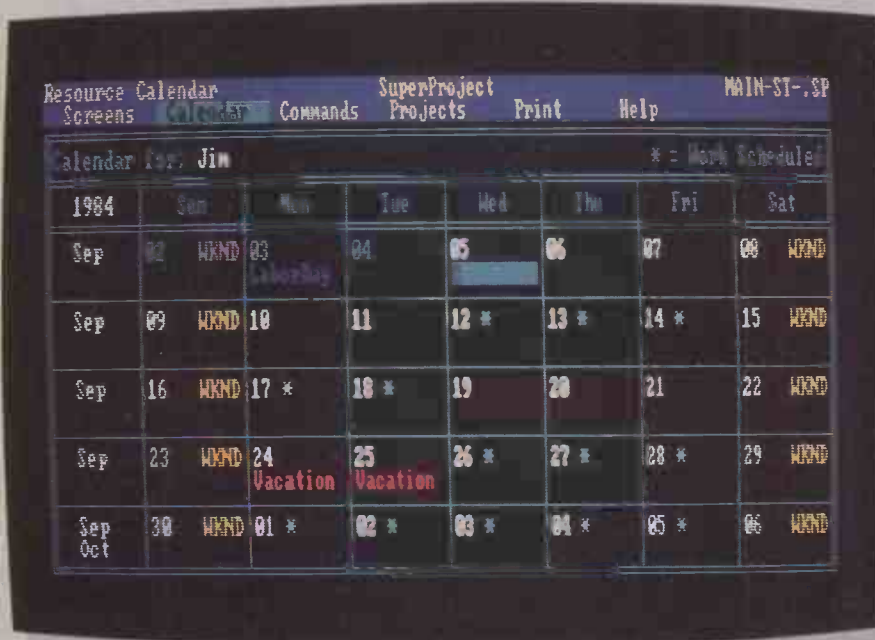 Resource Calendar SuperProject MAIN-ST-.SP
Screens Calendar Commands Projects Print Help
Calendar for: Jim * = Work Scheduled
1984 Sun Mon Tue Wed Thu Fri Sat
Sep 02 WKND 03 04 05 06 07 08 WKND
LaborDay
Sep 09 WKND 10 11 12 * 13 * 14 * 15 WKND
Sep 16 WKND 17 * 18 * 19 20 21 22 WKND
Sep 23 WKND 24 25 26 * 27 * 28 * 29 WKND
Vacation Vacation
Sep 30 WKND 01 * 02 * 03 * 04 * 05 * 06 WKND
Oct